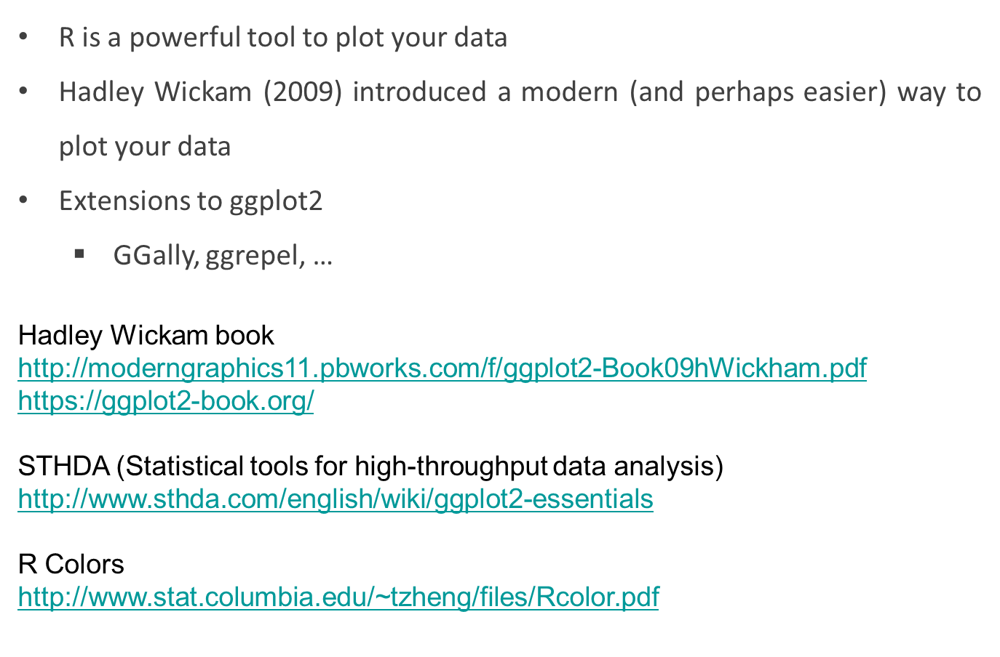 • R is a powerful tool to plot your data
• Hadley Wickam (2009) introduced a modern (and perhaps easier) way to
plot your data
• Extensions to ggplot2
▪ GGally, ggrepel, ...
Hadley Wickam book
http://moderngraphics11.pbworks.com/f/ggplot2-Book09hWickham.pdf
https://ggplot2-book.org/
STHDA (Statistical tools for high-throughput data analysis)
http://www.sthda.com/english/wiki/ggplot2-essentials
R Colors
http://www.stat.columbia.edu/~tzheng/files/Rcolor.pdf